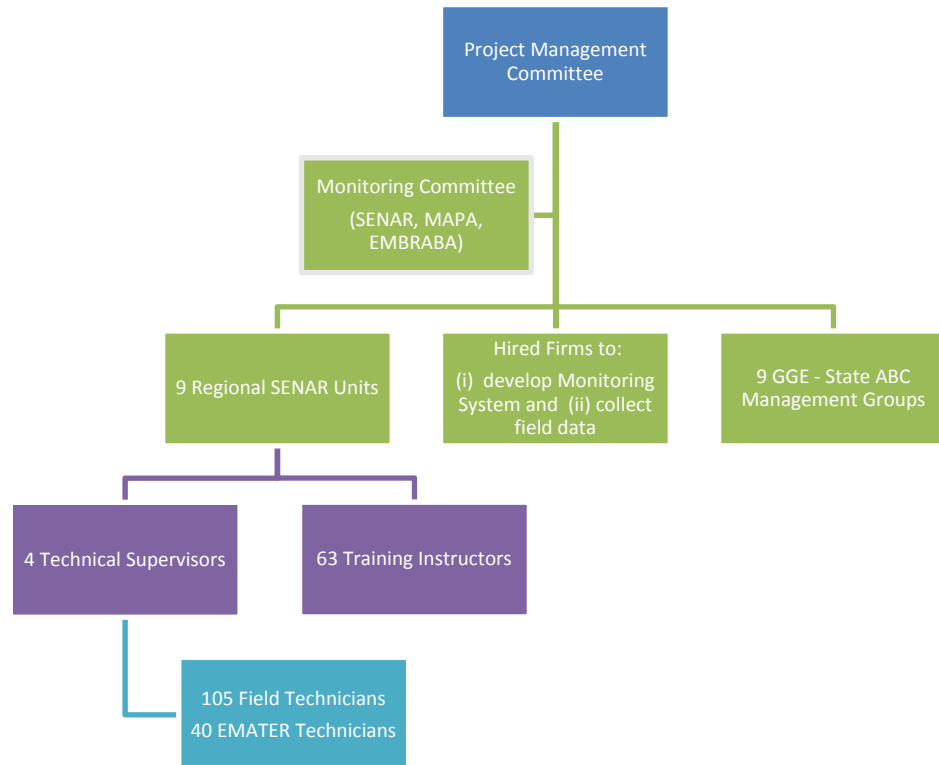 Project Management
Committee
Monitoring Committee
(SENAR, MAPA,
EMBRABA)
9 Regional SENAR Units
Hired Firms to:
(i) develop Monitoring
System and (ii) collect
field data
9 GGE - State ABC
Management Groups
4 Technical Supervisors
63 Training Instructors
105 Field Technicians
40 EMATER Technicians